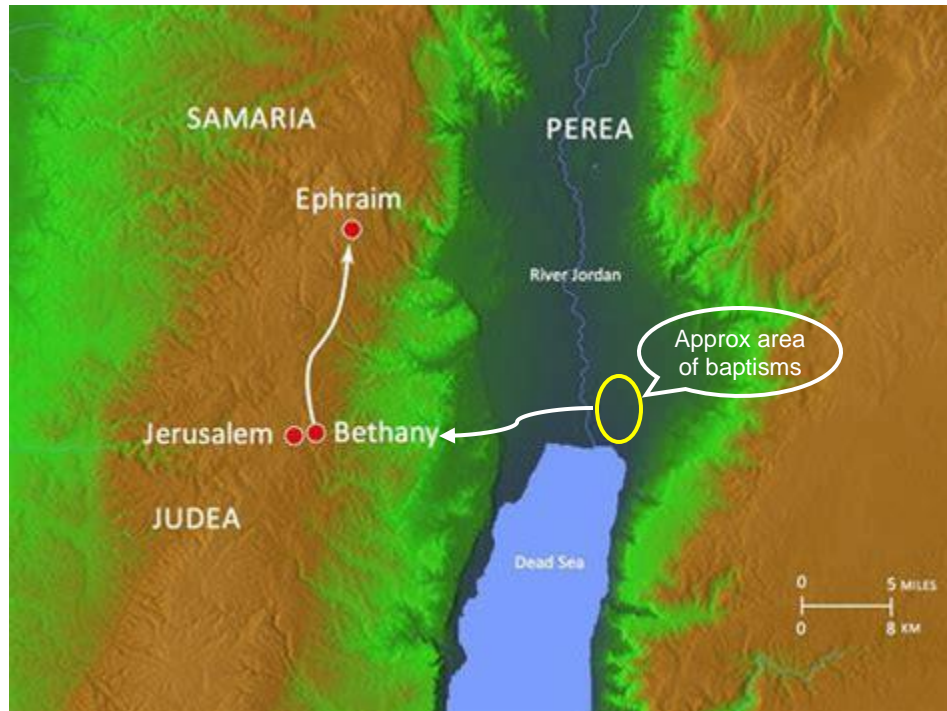 SAMARIA
PEREA
Ephraim
River Jordan
Approx area
of baptisms
Jerusalem
Bethany
JUDEA
Dead Sea
0 5 MILES
0 8 KM